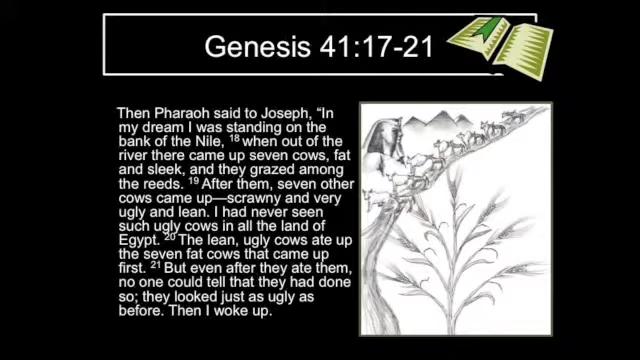 Genesis 41:17-21
Then Pharaoh said to Joseph, “In
my dream I was standing on the
bank of the Nile, 18 when out of the
river there came up seven cows, fat
and sleek, and they grazed among
the reeds. 19 After them, seven other
cows came up—scrawny and very
ugly and lean. I had never seen
such ugly cows in all the land of
Egypt. 20 The lean, ugly cows ate up
the seven fat cows that came up
first. 21 But even after they ate them,
no one could tell that they had done
so; they looked just as ugly as
before. Then I woke up.